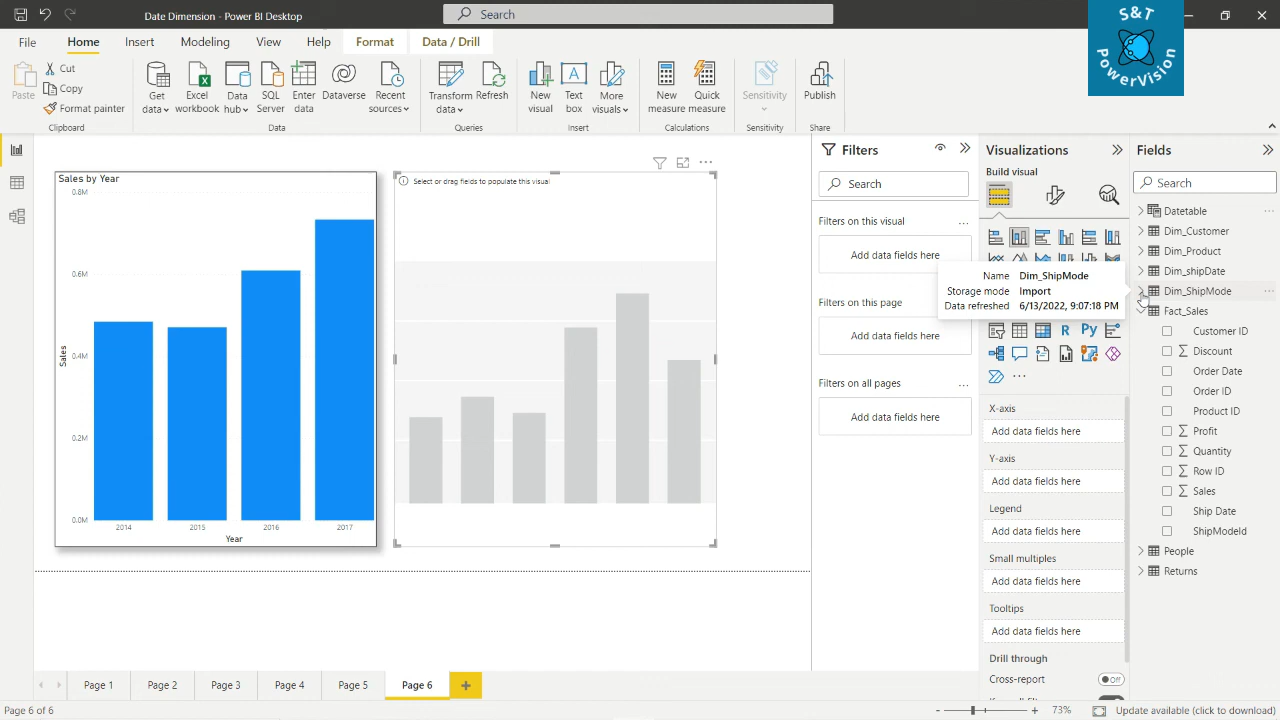 Date Dimension - Power BI Desktop
Search
S&T
PowerVision
File
Home
Insert
Modeling
View
Help
Format
Data / Drill
Paste
Cut
Copy
Format painter
Clipboard
Get data
Excel workbook
Data hub
SQL Server
Enter data
Dataverse
Recent sources
Data
Transform data
Refresh
Queries
New visual
Text box
More visuals
Insert
New measure
Quick measure
Calculations
Sensitivity
Sensitivity
Publish
Share
Sales by Year
0.8M
0.6M
0.4M
0.2M
0.0M
Sales
2014
2015
2016
2017
Year
Select or drag fields to populate this visual
Filters
Search
Filters on this visual
Add data fields here
Filters on this page
Add data fields here
Filters on all pages
Add data fields here
Visualizations
Build visual
Name Dim_ShipMode
Storage mode Import
Data refreshed 6/13/2022, 9:07:18 PM
R
Py
X-axis
Add data fields here
Y-axis
Add data fields here
Legend
Add data fields here
Small multiples
Add data fields here
Tooltips
Add data fields here
Drill through
Cross-report
Off
Fields
Search
Datetable
Dim_Customer
Dim_Product
Dim_shipDate
Dim_ShipMode
Fact_Sales
Customer ID
Discount
Order Date
Order ID
Product ID
Profit
Quantity
Row ID
Sales
Ship Date
ShipModeId
People
Returns
Page 1
Page 2
Page 3
Page 4
Page 5
Page 6
Page 6 of 6
73%
Update available (click to download)